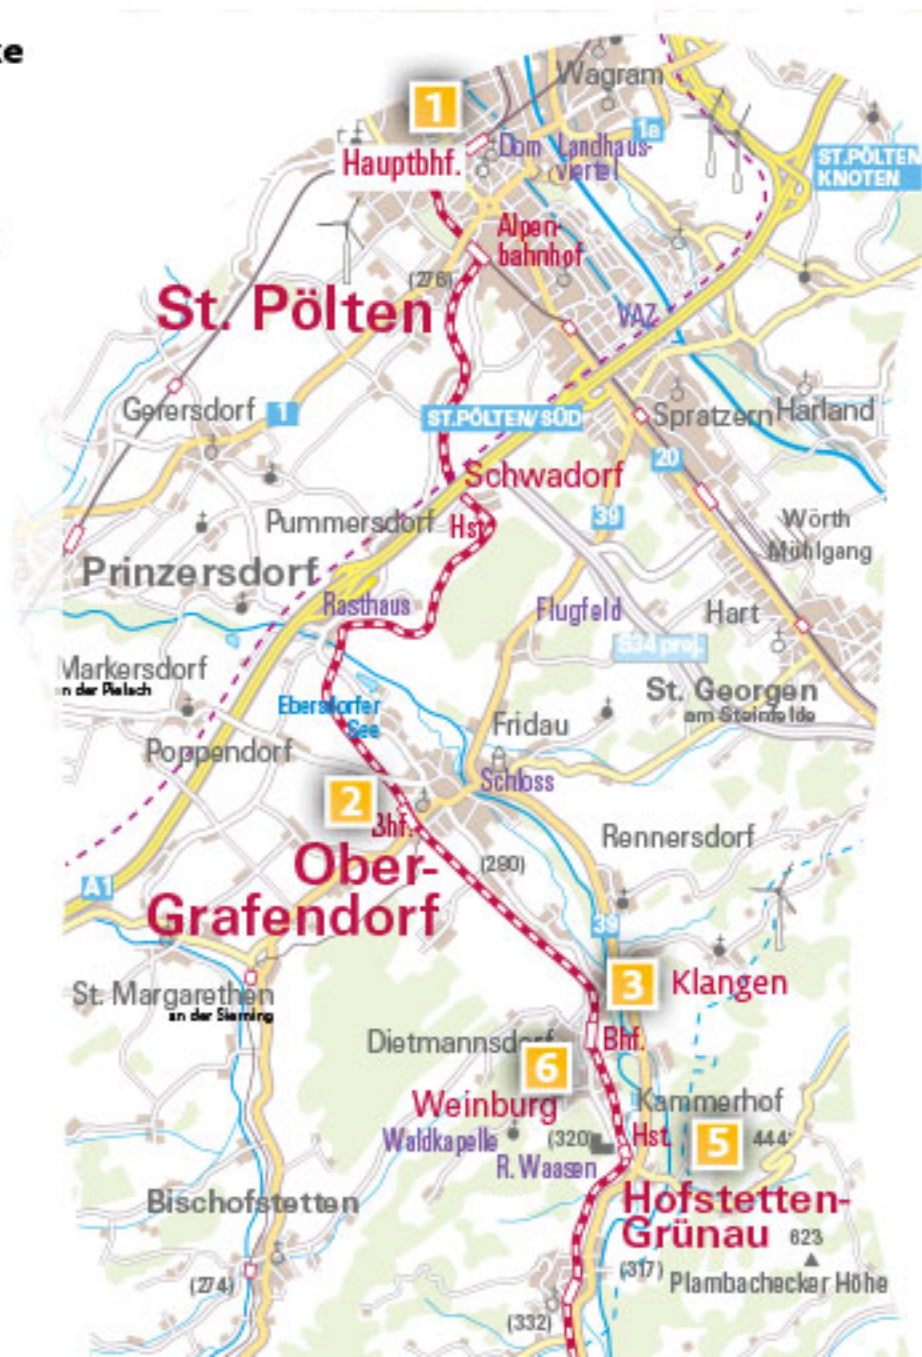 Wagram
1
1a
Dom
Landhaus-
viertel
ST.PÖLTEN
KNOTEN
Hauptbhf.
Alpen-
bahnhof
(276)
St. Pölten
VAZ
Gerersdorf
1
ST.PÖLTEN/SÜD
Spratzern
Harland
20
Schwadorf
Hst.
39
Pummersdorf
Wörth
Mühlgang
Prinzersdorf
Rasthaus
Flugfeld
Hart
S34 proj.
Markersdorf
an der Pielach
St. Georgen
am Steinfelde
Ebersdorfer
See
Fridau
Poppendorf
Schloss
2
Bhf.
Rennersdorf
Ober-
Grafendorf
(280)
A1
39
3
Klangen
St. Margarethen
an der Sierning
Bhf.
Dietmannsdorf
6
Weinburg
Kammerhof
Waldkapelle
(320)
Hst.
5
444
R. Waasen
Bischofstetten
Hofstetten-
Grünau
623
(317)
Plambachecker Höhe
(274)
(332)